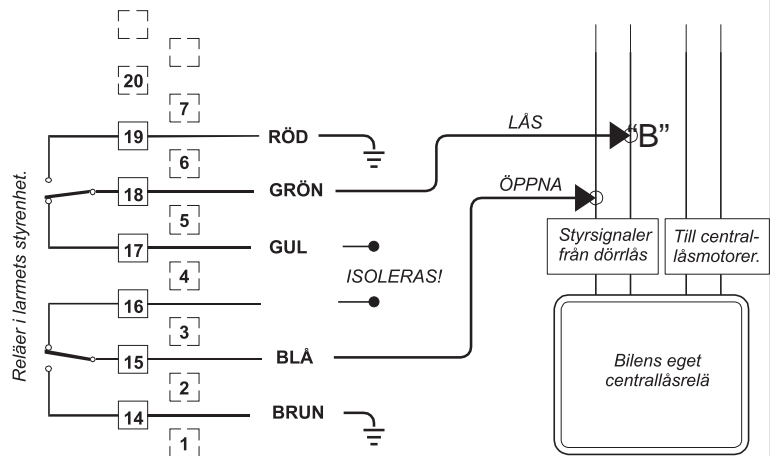 20
7
19
RÖD
LÅS
“B”
6
18
GRÖN
ÖPPNA
5
17
GUL
Styrsignaler
från dörrlås
Till central-
låsmotorer.
4
ISOLERAS!
16
3
15
BLÅ
Bilens eget
centrallåsrelä
2
14
BRUN
1
Reläer i larmets styrenhet.